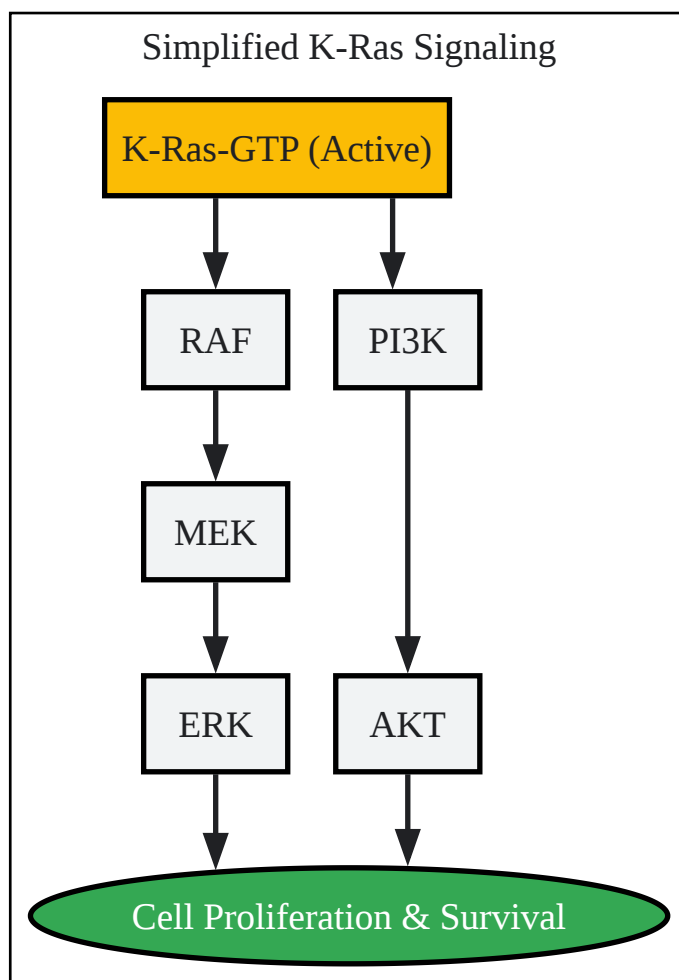 Simplified K-Ras Signaling
K-Ras-GTP (Active)
RAF
PI3K
MEK
ERK
AKT
Cell Proliferation & Survival